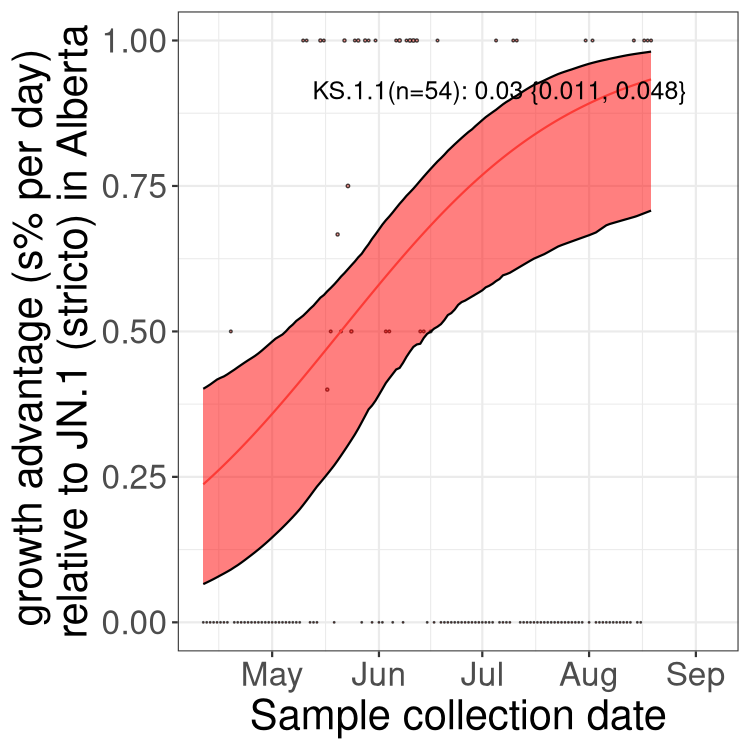 growth advantage (s% per day)
relative to JN.1 (stricto) in Alberta
1.00
0.75
0.50
0.25
0.00
KS.1.1(n=54): 0.03 {0.011, 0.048}
May Jun Jul Aug Sep
Sample collection date